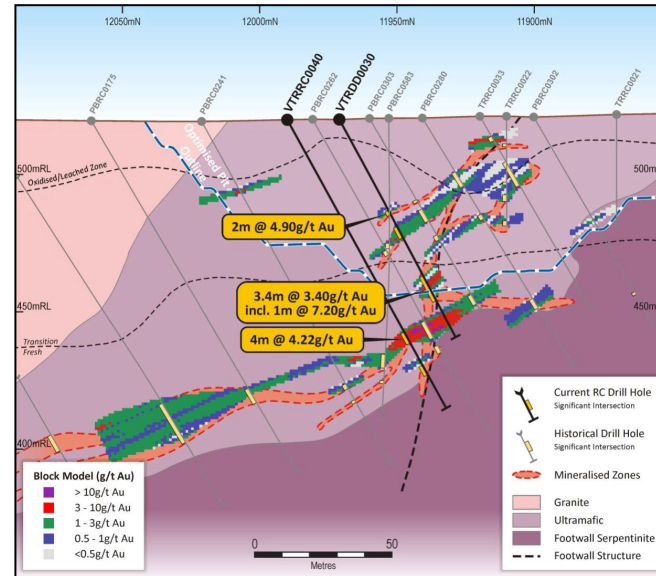 12050mN
12000mN
11950mN
11900mN
PBRC0175
PBRC0241
VTRRC0040
PBRC0262
VTRDD0030
PBRC0303
PBRC0583
PBRC0280
TRRC0033
TRRC0022
PBRC0302
TRRC0021
500mRL
Oxidised/Leached Zone
Optimised Pit
Outline
500m
2m @ 4.90g/t Au
3.4m @ 3.40g/t Au
incl. 1m @ 7.20g/t Au
4m @ 4.22g/t Au
450mRL
450m
Transition
Fresh
400mRL
Block Model (g/t Au)
> 10g/t Au
3 - 10g/t Au
1 - 3g/t Au
0.5 - 1g/t Au
<0.5g/t Au
0
50
Metres
Current RC Drill Hole
Significant Intersection
Historical Drill Hole
Significant Intersection
Mineralised Zones
Granite
Ultramafic
Footwall Serpentinite
Footwall Structure